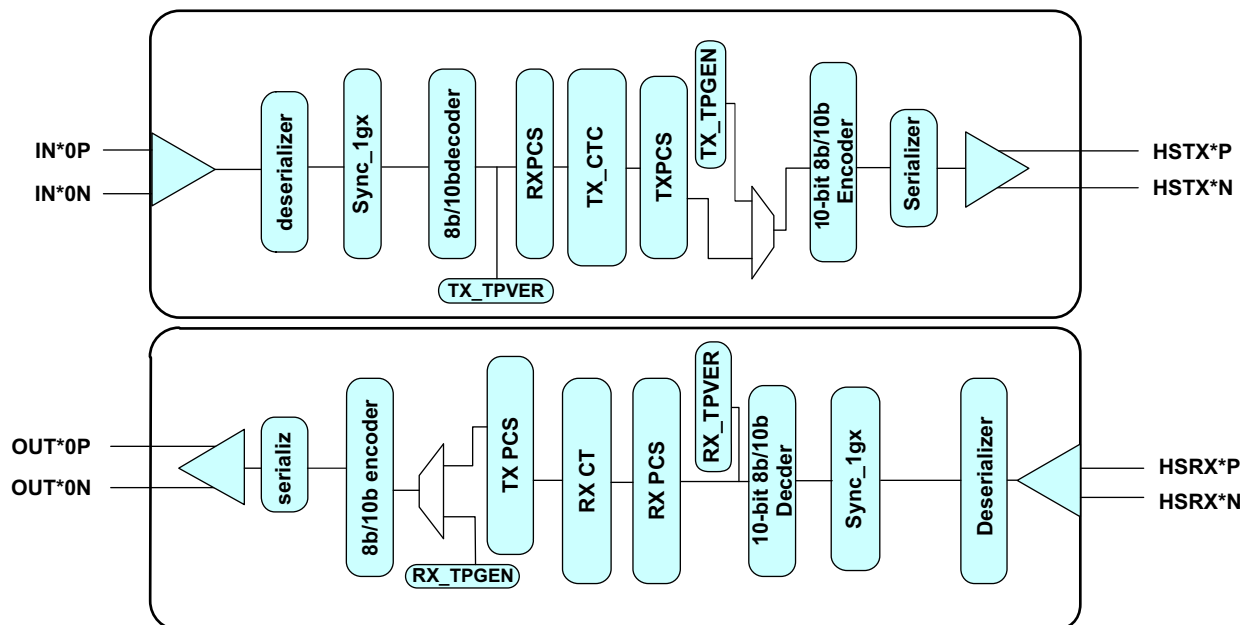 IN*0P
IN*0N
deserializer
Sync_1gx
8b/10bdecoder
TX_TPVER
RXPCS
TX_CTC
TXPCS
TX_TPGEN
10-bit 8b/10b
Encoder
Serializer
HSTX*P
HSTX*N
OUT*0P
OUT*0N
serializ
8b/10b encoder
RX_TPGEN
TX PCS
RX CT
RX PCS
RX_TPVER
10-bit 8b/10b
Decder
Sync_1gx
Deserializer
HSRX*P
HSRX*N